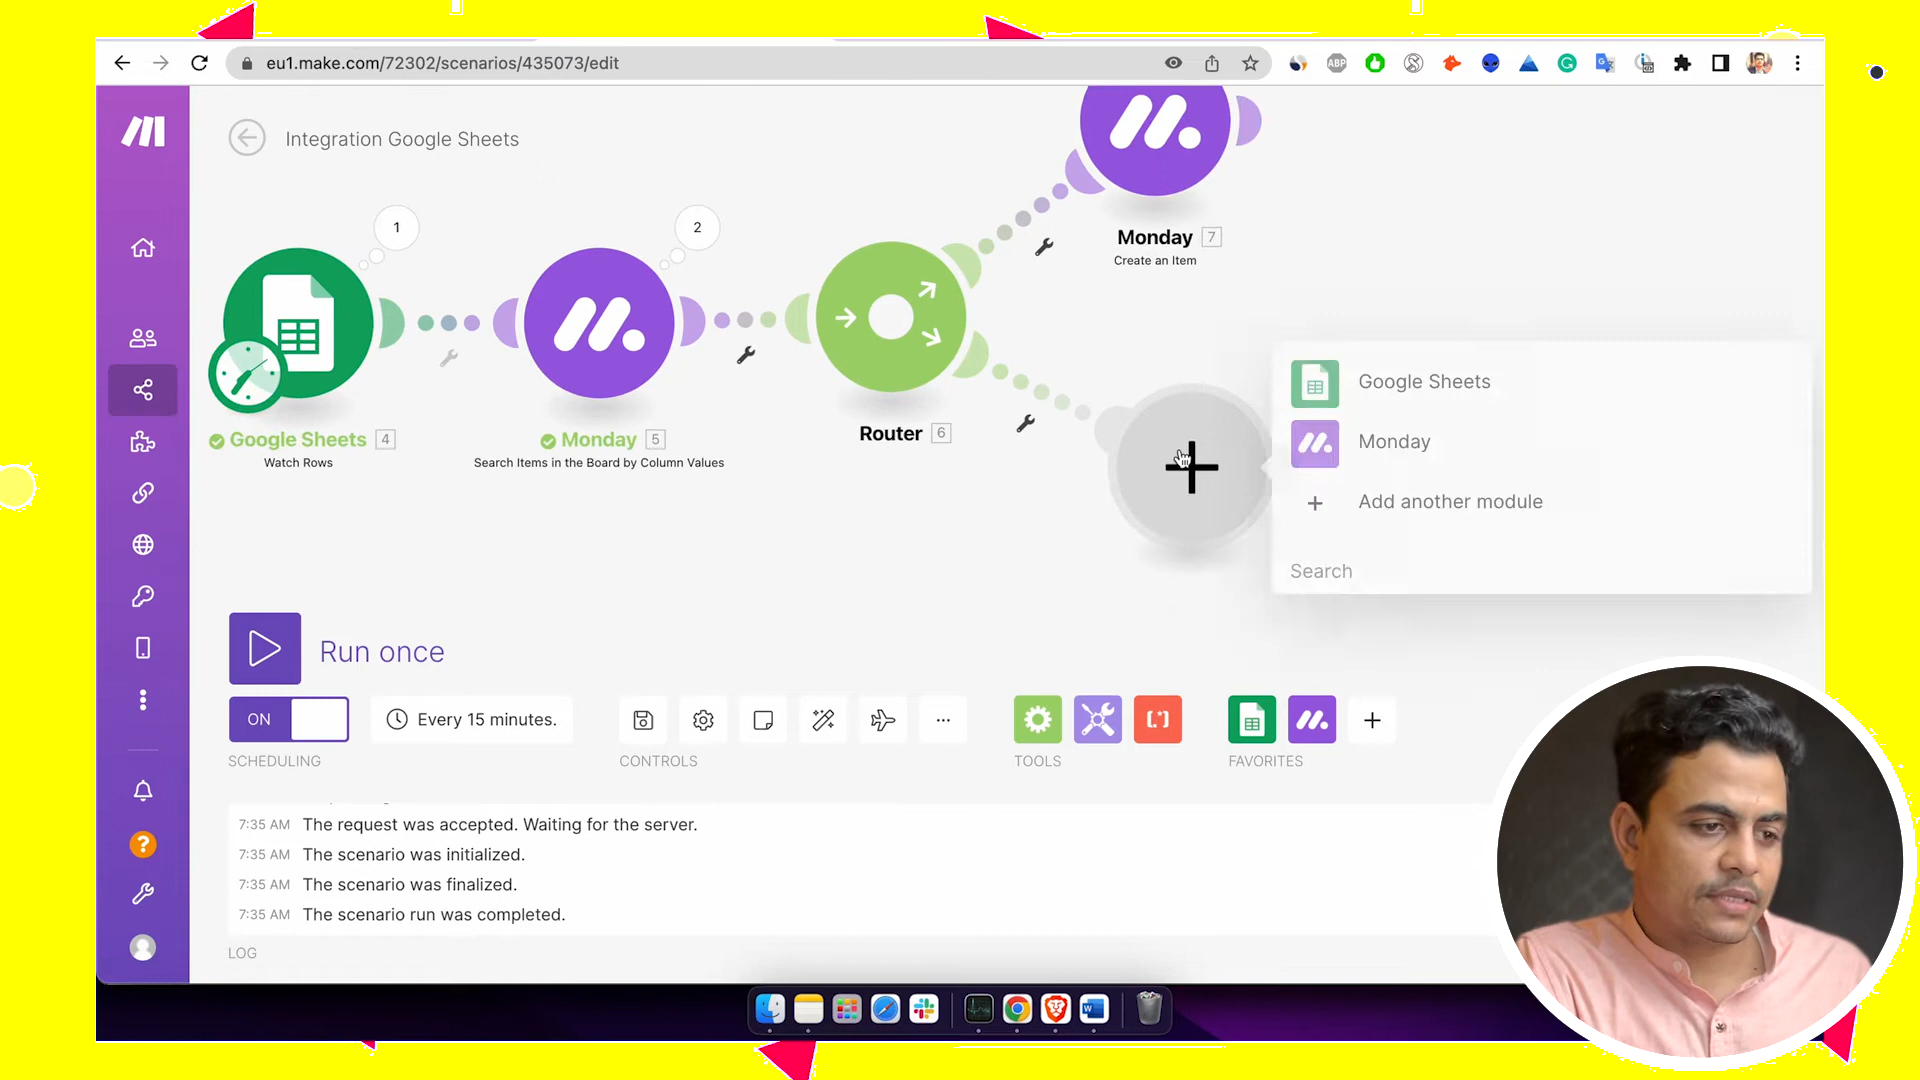 eu1.make.com/72302/scenarios/435073/edit
ABP
Integration Google Sheets
1
2
Monday 7
Create an Item
Google Sheets 4
Watch Rows
Monday 5
Search Items in the Board by Column Values
Router 6
Google Sheets
Monday
Add another module
Search
Run once
ON
Every 15 minutes.
SCHEDULING
CONTROLS
TOOLS
FAVORITES
7:35 AM The request was accepted. Waiting for the server.
7:35 AM The scenario was initialized.
7:35 AM The scenario was finalized.
7:35 AM The scenario run was completed.
LOG